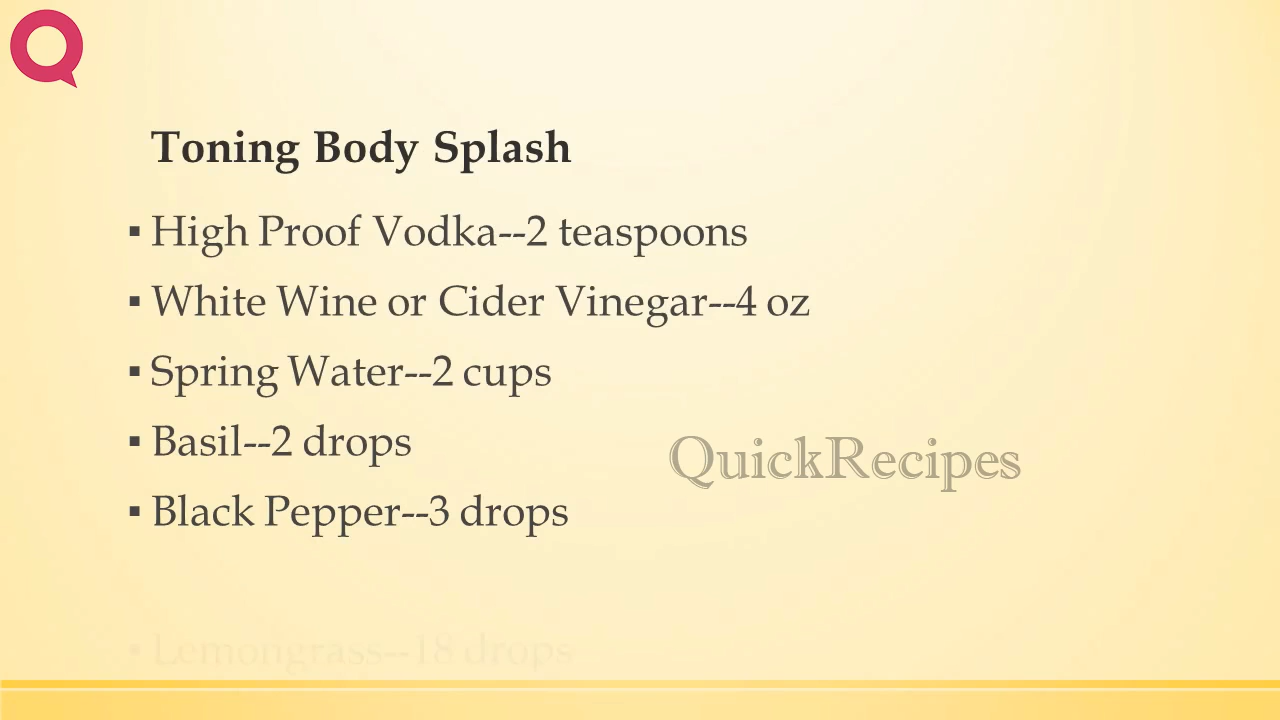 Toning Body Splash
▪ High Proof Vodka--2 teaspoons
▪ White Wine or Cider Vinegar--4 oz
▪ Spring Water--2 cups
▪ Basil--2 drops
QuickRecipes
▪ Black Pepper--3 drops
▪ Lemongrass--18 drops